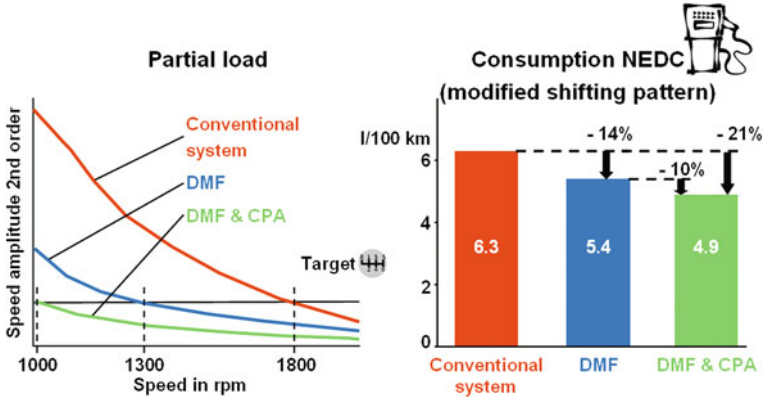 Partial load
Speed amplitude 2nd order
Conventional
system
DMF
DMF & CPA
Target
1000
1300
1800
Speed in rpm
Consumption NEDC
(modified shifting pattern)
l/100 km
- 14%
- 21%
- 10%
6
4
2
0
6.3
5.4
4.9
Conventional
system
DMF
DMF & CPA